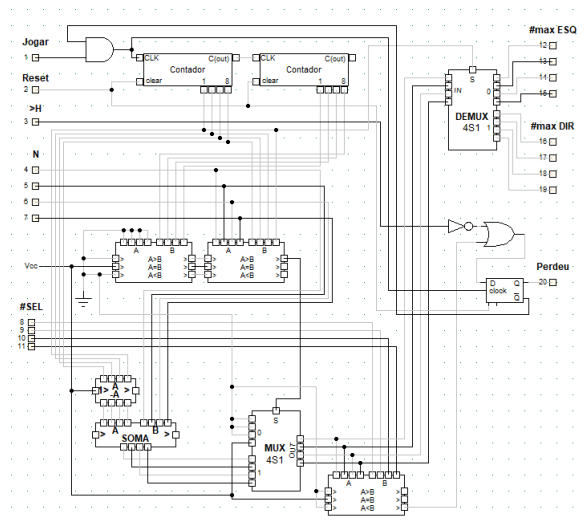 #max ESQ
Jogar
1
CLK C(out)
Contador
clear 1 8
CLK C(out)
Contador
clear 1 8
12
13
14
15
S
IN 0
DEMUX
4S1 1
Reset
2
>H
3
#max DIR
16
17
18
19
N
4
5
6
7
A B
> A>B >
> A=B >
> A<B >
A B
> A>B >
> A=B >
> A<B >
Vcc
D Q
clock Q
Perdeu
20
#SEL
8
9
10
11
1> A >
-A
> A B >
SOMA
S
0
MUX OUT
4S1
1
A B
> A>B >
> A=B >
> A<B >